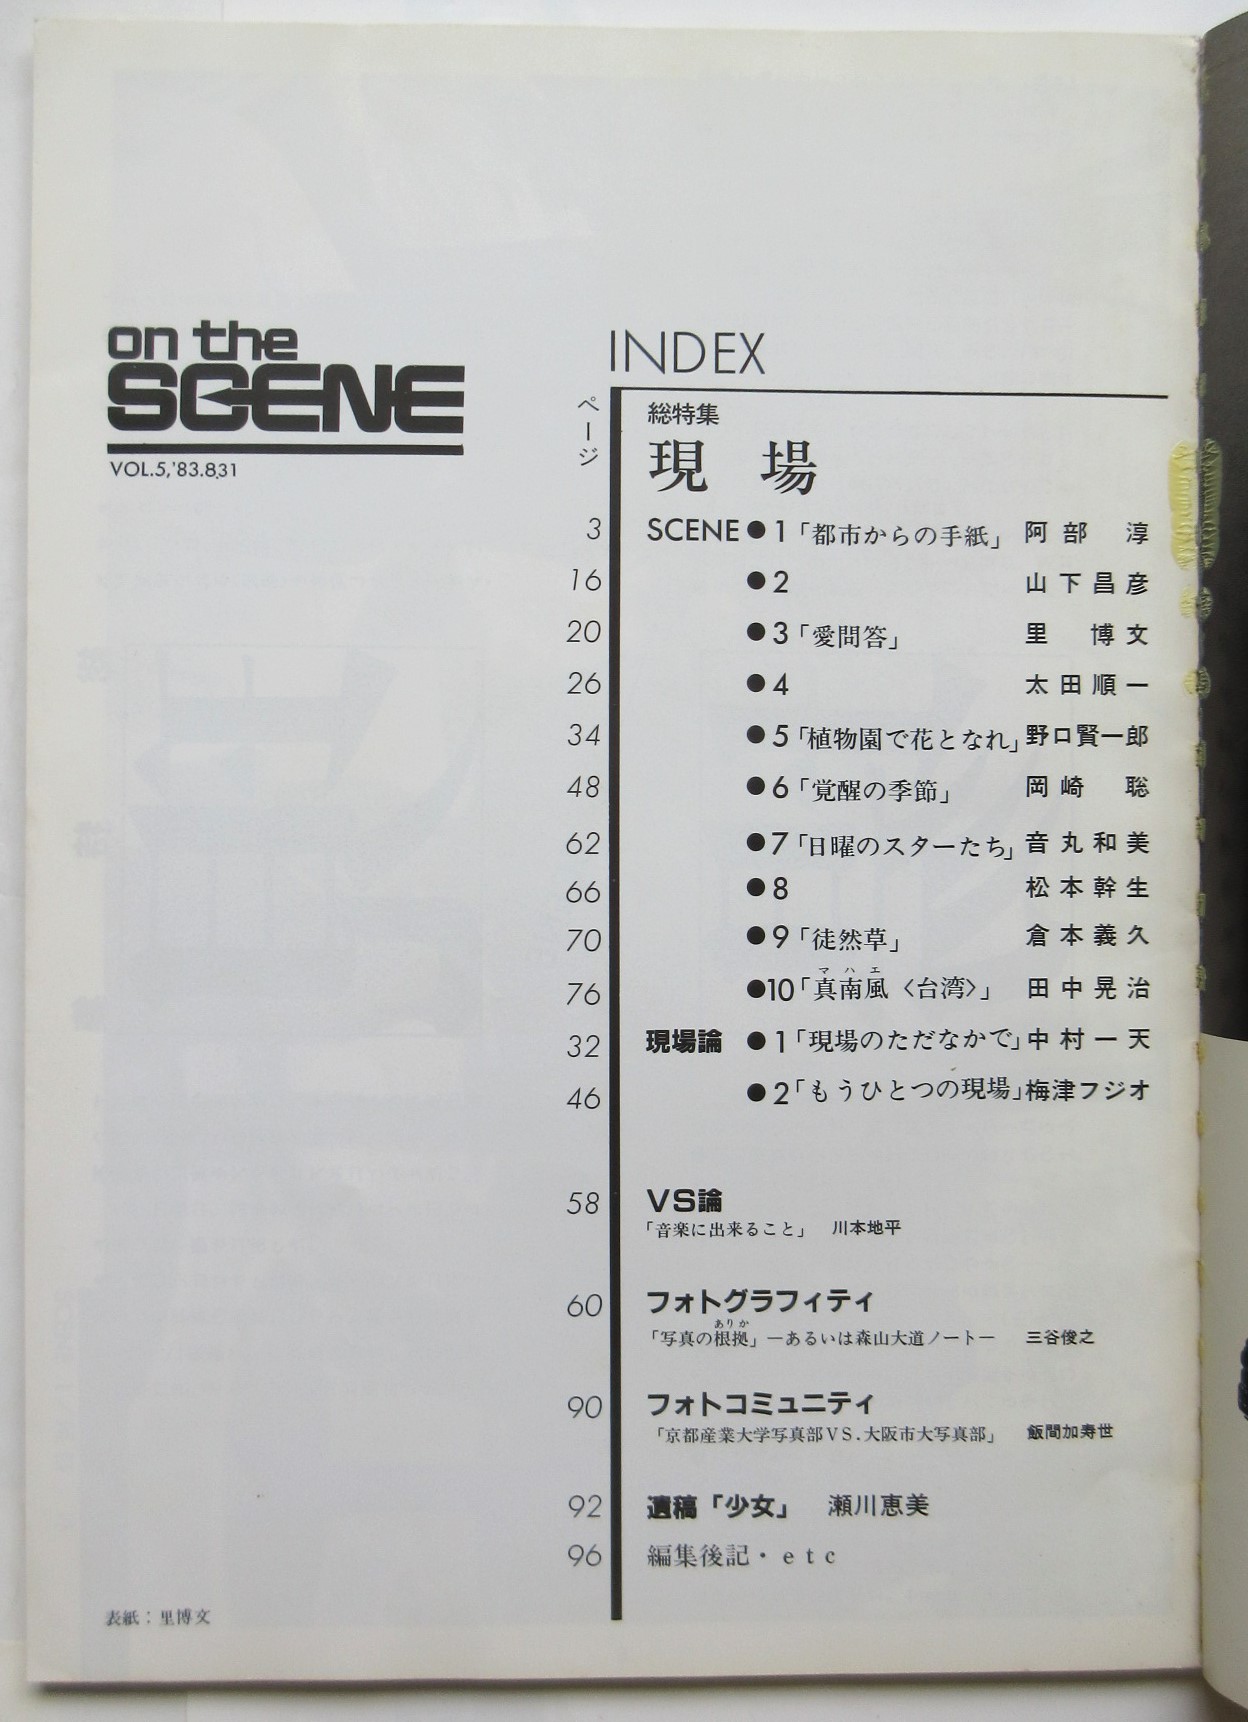 on the
SCENE
VOL.5,'83.8.31
INDEX
ページ
総特集
現 場
3 SCENE ●1「都市からの手紙」 阿部 淳
16 ●2 山下昌彦
20 ●3「愛問答」 里 博文
26 ●4 太田順一
34 ●5「植物園で花となれ」野口賢一郎
48 ●6「覚醒の季節」 岡崎 聡
62 ●7「日曜のスターたち」音丸和美
66 ●8 松本幹生
70 ●9「徒然草」 倉本義久
マハエ
76 ●10「真南風〈台湾〉」 田中晃治
32 現場論 ●1「現場のただなかで」中村一天
46 ●2「もうひとつの現場」梅津フジオ
58 VS論
「音楽に出来ること」 川本地平
60 フォトグラフィティ
ありか
「写真の根拠」―あるいは森山大道ノート― 三谷俊之
90 フォトコミュニティ
「京都産業大学写真部VS.大阪市大写真部」 飯間加寿世
92 遺稿「少女」 瀬川恵美
96 編集後記・etc
表紙：里博文